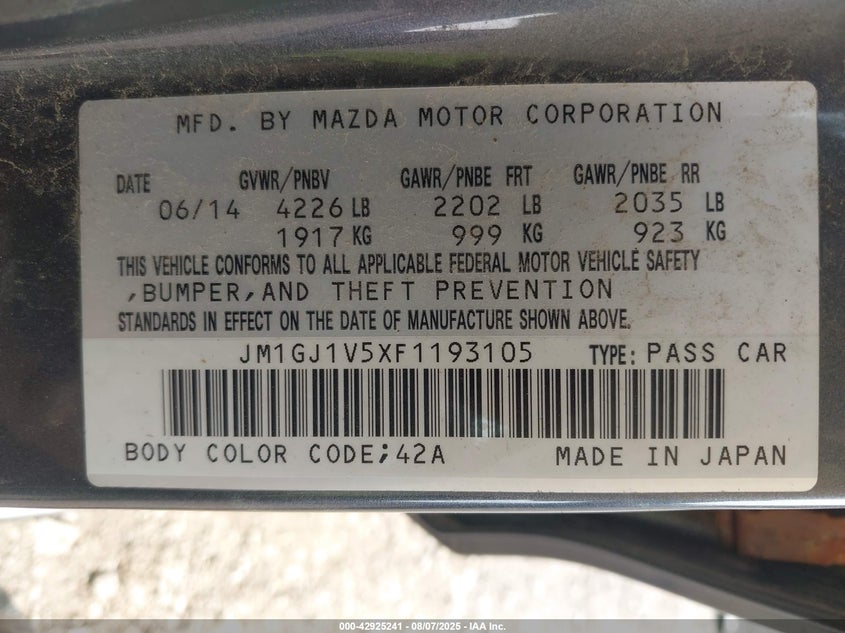 MFD. BY MAZDA MOTOR CORPORATION
DATE GVWR/PNBV GAWR/PNBE FRT GAWR/PNBE RR
06/14 4226 LB 2202 LB 2035 LB
1917 KG 999 KG 923 KG
THIS VEHICLE CONFORMS TO ALL APPLICABLE FEDERAL MOTOR VEHICLE SAFETY
,BUMPER,AND THEFT PREVENTION
STANDARDS IN EFFECT ON THE DATE OF MANUFACTURE SHOWN ABOVE.
JM1GJ1V5XF1193105 TYPE: PASS CAR
BODY COLOR CODE;42A MADE IN JAPAN
000-42925241 - 08/07/2025 - IAA Inc.